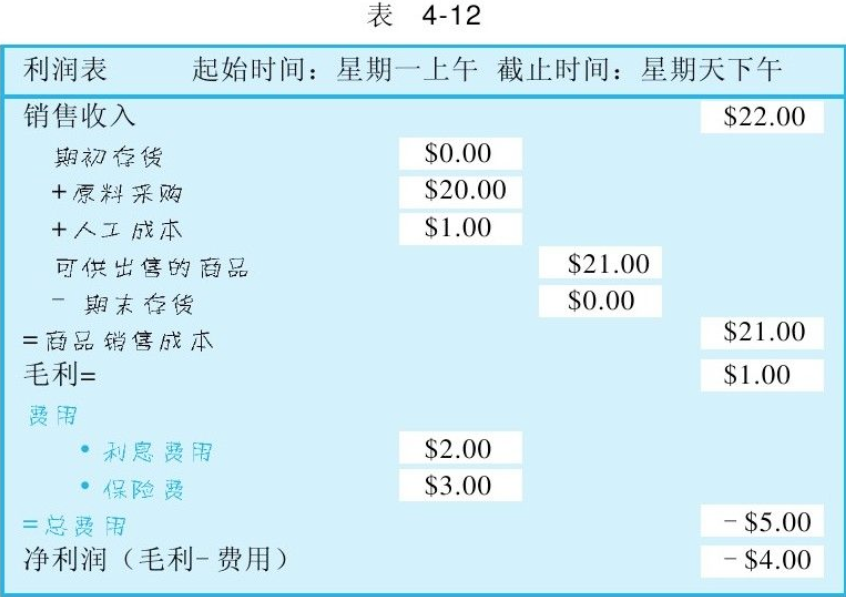 表 4-12
利润表 起始时间：星期一上午 截止时间：星期天下午
销售收入 $22.00
期初存货 $0.00
+原料采购 $20.00
+人工成本 $1.00
可供出售的商品 $21.00
- 期末存货 $0.00
=商品销售成本 $21.00
毛利= $1.00
费用
• 利息费用 $2.00
• 保险费 $3.00
=总费用 -$5.00
净利润（毛利-费用） -$4.00